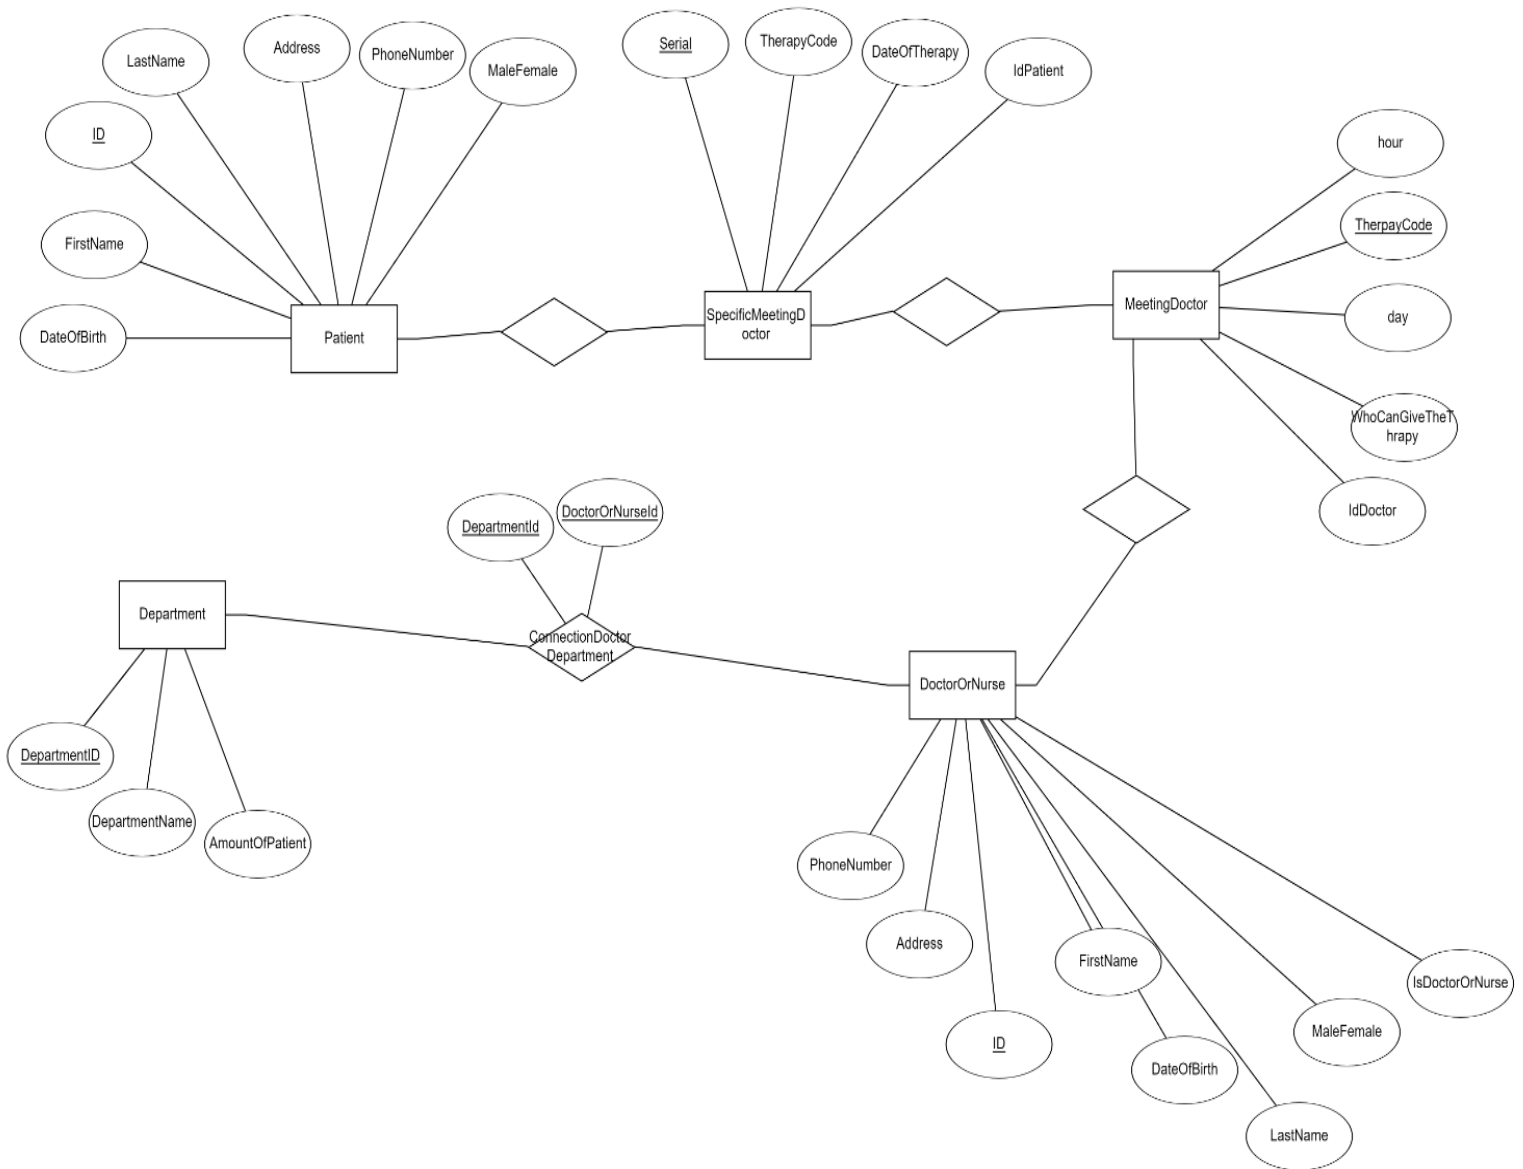 LastName
Address
PhoneNumber
MaleFemale
ID
FirstName
DateOfBirth
Patient
Serial
TherapyCode
DateOfTherapy
IdPatient
SpecificMeetingD
octor
hour
TherpayCode
day
WhoCanGiveTheT
hrapy
IdDoctor
MeetingDoctor
DepartmentId
DoctorOrNurseId
ConnectionDoctor
Department
Department
DepartmentID
DepartmentName
AmountOfPatient
DoctorOrNurse
PhoneNumber
Address
ID
FirstName
DateOfBirth
LastName
MaleFemale
IsDoctorOrNurse